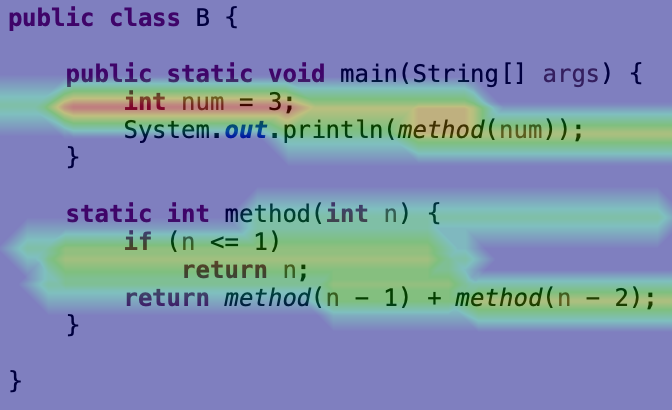 public class B {
public static void main(String[] args) {
int num = 3;
System.out.println(method(num));
}
static int method(int n) {
if (n <= 1)
return n;
return method(n - 1) + method(n - 2);
}
}